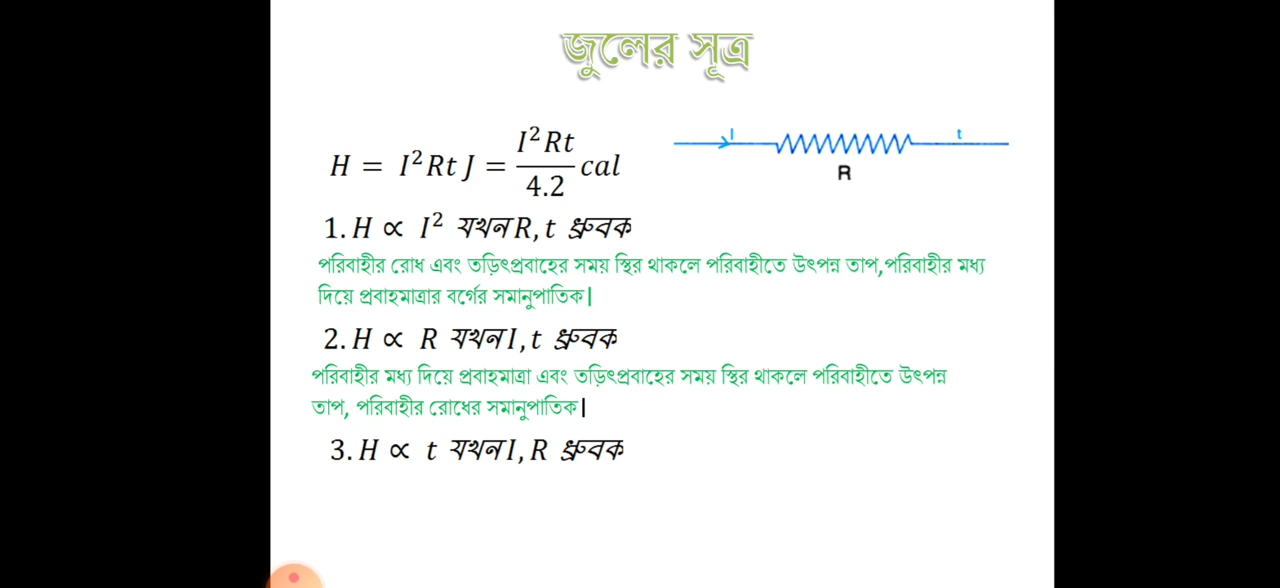 জুলের সূত্র
I t
R
H = I²Rt J = I²Rt/4.2 cal
1. H ∝ I² যখন R, t ধ্রুবক
পরিবাহীর রোধ এবং তড়িৎপ্রবাহের সময় স্থির থাকলে পরিবাহীতে উৎপন্ন তাপ,পরিবাহীর মধ্য
দিয়ে প্রবাহমাত্রার বর্গের সমানুপাতিক|
2. H ∝ R যখন I, t ধ্রুবক
পরিবাহীর মধ্য দিয়ে প্রবাহমাত্রা এবং তড়িৎপ্রবাহের সময় স্থির থাকলে পরিবাহীতে উৎপন্ন
তাপ, পরিবাহীর রোধের সমানুপাতিক|
3. H ∝ t যখন I, R ধ্রুবক